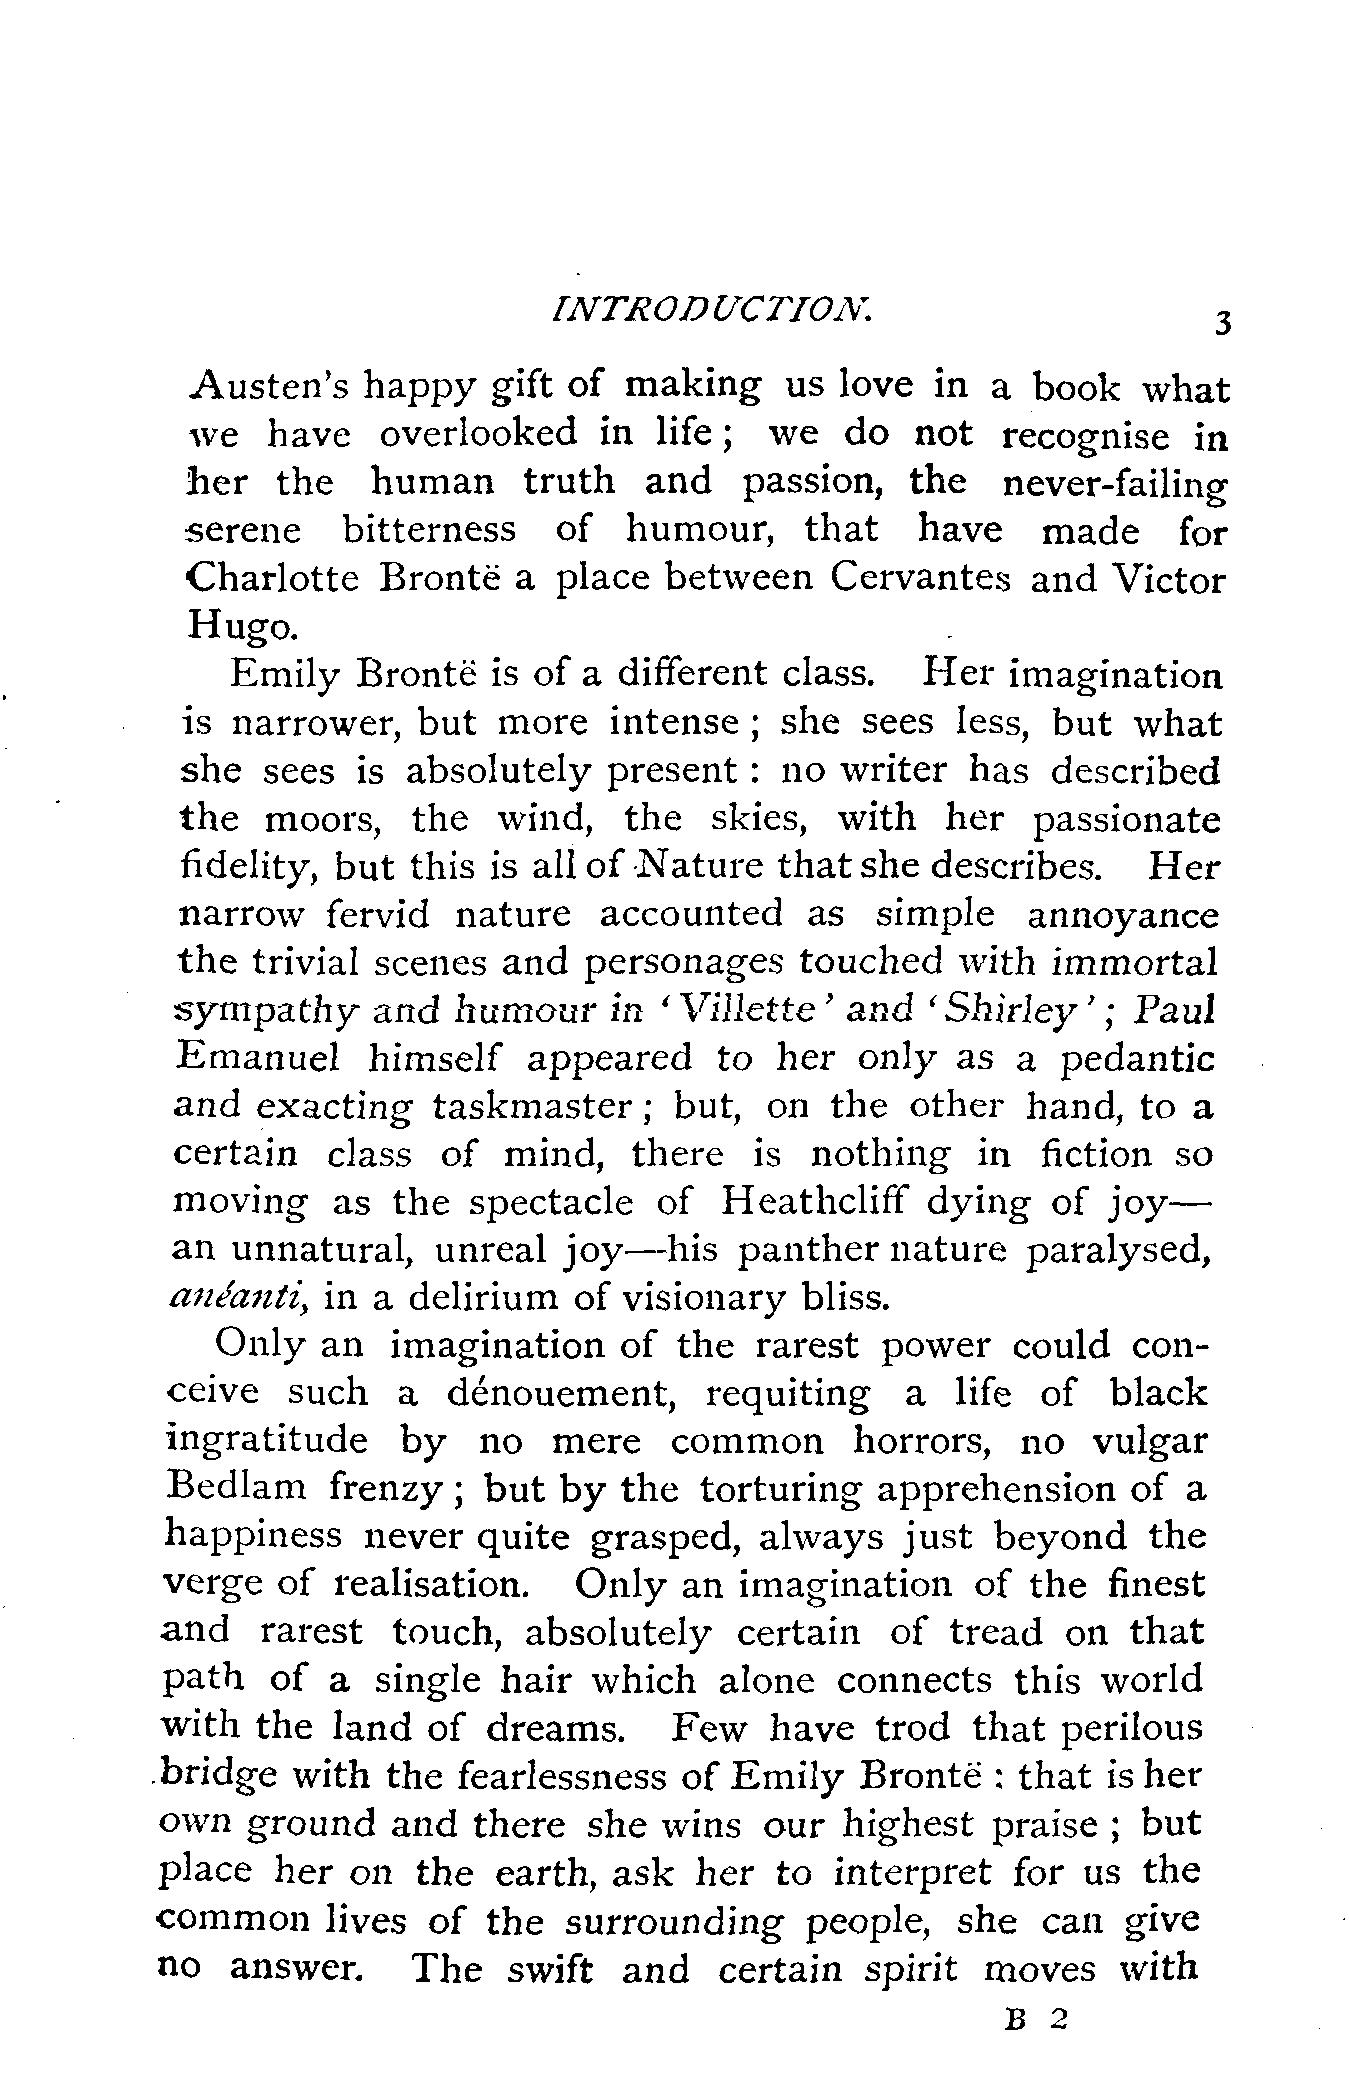 INTRODUCTION.
3
Austen's happy gift of making us love in a book what
we have overlooked in life ; we do not recognise in
her the human truth and passion, the never-failing
serene bitterness of humour, that have made for
Charlotte Brontë a place between Cervantes and Victor
Hugo.
Emily Brontë is of a different class. Her imagination
is narrower, but more intense ; she sees less, but what
she sees is absolutely present : no writer has described
the moors, the wind, the skies, with her passionate
fidelity, but this is all of Nature that she describes. Her
narrow fervid nature accounted as simple annoyance
the trivial scenes and personages touched with immortal
sympathy and humour in ‘ Villette ’ and ‘ Shirley ’ ; Paul
Emanuel himself appeared to her only as a pedantic
and exacting taskmaster ; but, on the other hand, to a
certain class of mind, there is nothing in fiction so
moving as the spectacle of Heathcliff dying of joy—
an unnatural, unreal joy—his panther nature paralysed,
anéanti, in a delirium of visionary bliss.
Only an imagination of the rarest power could con-
ceive such a dénouement, requiting a life of black
ingratitude by no mere common horrors, no vulgar
Bedlam frenzy ; but by the torturing apprehension of a
happiness never quite grasped, always just beyond the
verge of realisation. Only an imagination of the finest
and rarest touch, absolutely certain of tread on that
path of a single hair which alone connects this world
with the land of dreams. Few have trod that perilous
bridge with the fearlessness of Emily Brontë : that is her
own ground and there she wins our highest praise ; but
place her on the earth, ask her to interpret for us the
common lives of the surrounding people, she can give
no answer. The swift and certain spirit moves with
B 2